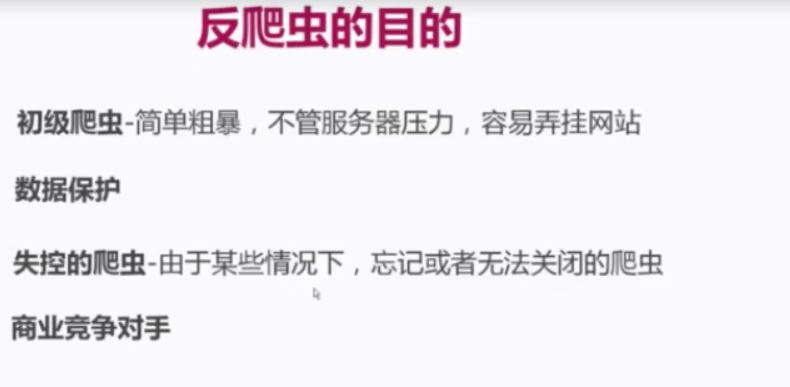 反爬虫的目的
初级爬虫-简单粗暴，不管服务器压力，容易弄挂网站
数据保护
失控的爬虫-由于某些情况下，忘记或者无法关闭的爬虫
商业竞争对手